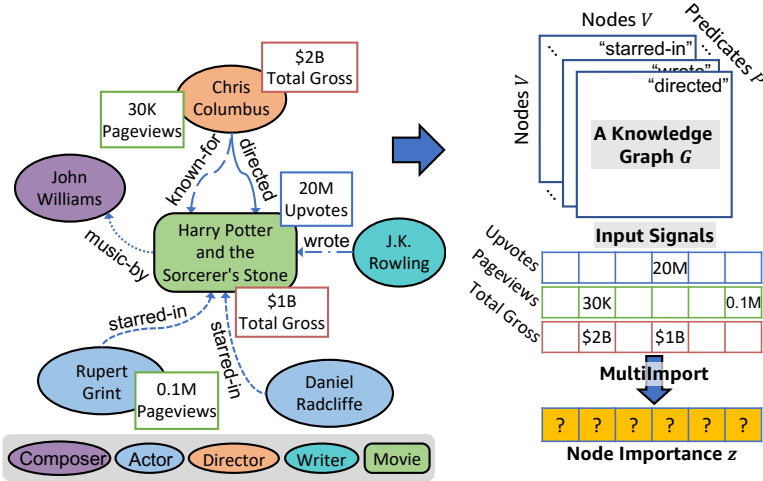 $2B
Total Gross
Chris
Columbus
30K
Pageviews
known-for
directed
20M
Upvotes
John
Williams
music-by
Harry Potter
and the
Sorcerer's Stone
wrote
J.K.
Rowling
$1B
Total Gross
starred-in
starred-in
Rupert
Grint
0.1M
Pageviews
Daniel
Radcliffe
Composer
Actor
Director
Writer
Movie
Nodes V
Predicates P
Nodes V
... "starred-in" ...
"wrote"
"directed"
A Knowledge
Graph G
...
...
Input Signals
Upvotes
20M
Pageviews
30K 0.1M
Total Gross
$2B $1B
MultiImport
? ? ? ? ? ?
Node Importance z